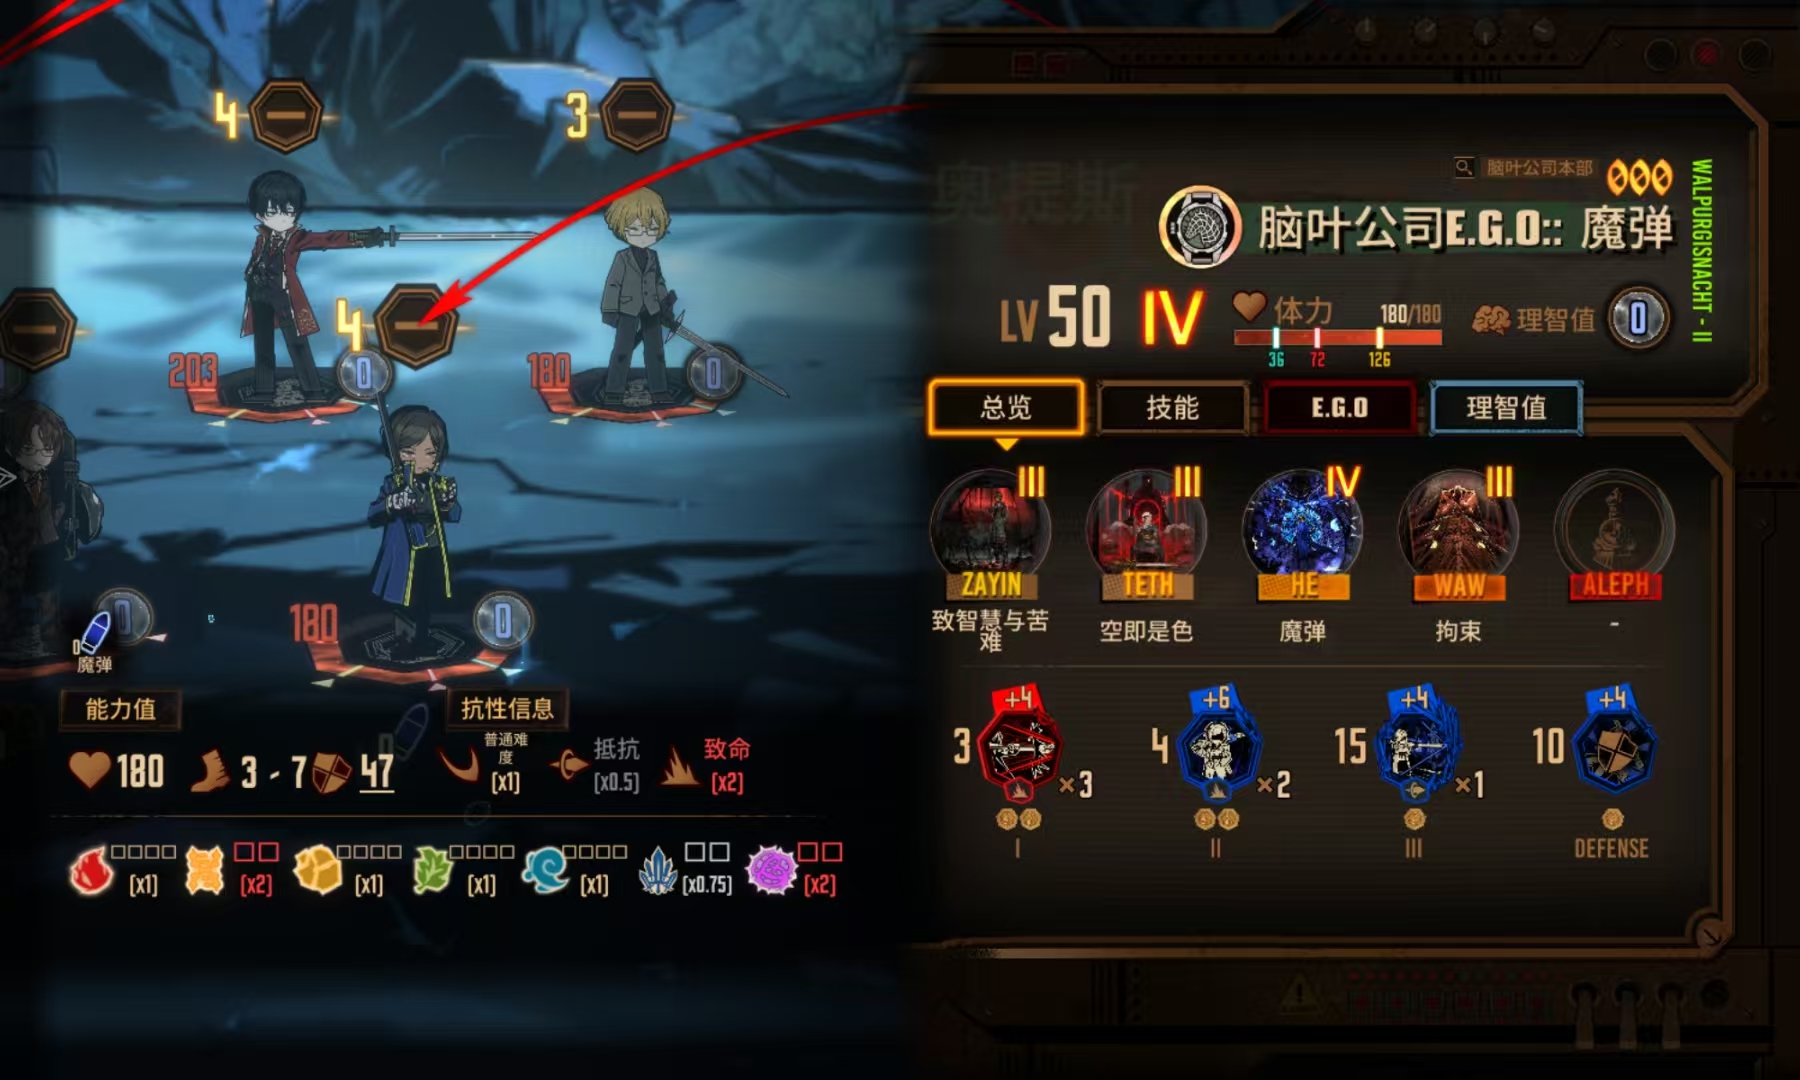 4
3
203
0
180
0
4
180
0
0
0
魔弹
奥提斯
脑叶公司本部
脑叶公司E.G.O:: 魔弹
WALPURGISNACHT - II
LV 50 IV
体力 180/180
36 72 126
理智值 0
总览 技能 E.G.O 理智值
III III IV III
ZAYIN TETH HE WAW ALEPH
致智慧与苦难 空即是色 魔弹 拘束 -
+4 +6 +4 +4
3 ×3 4 ×2 15 ×1 10
I II III DEFENSE
能力值 抗性信息
180 3 - 7 47
普通难度 [x1] 抵抗 [x0.5] 致命 [x2]
[x1] [x2] [x1] [x1] [x1] [x0.75] [x2]